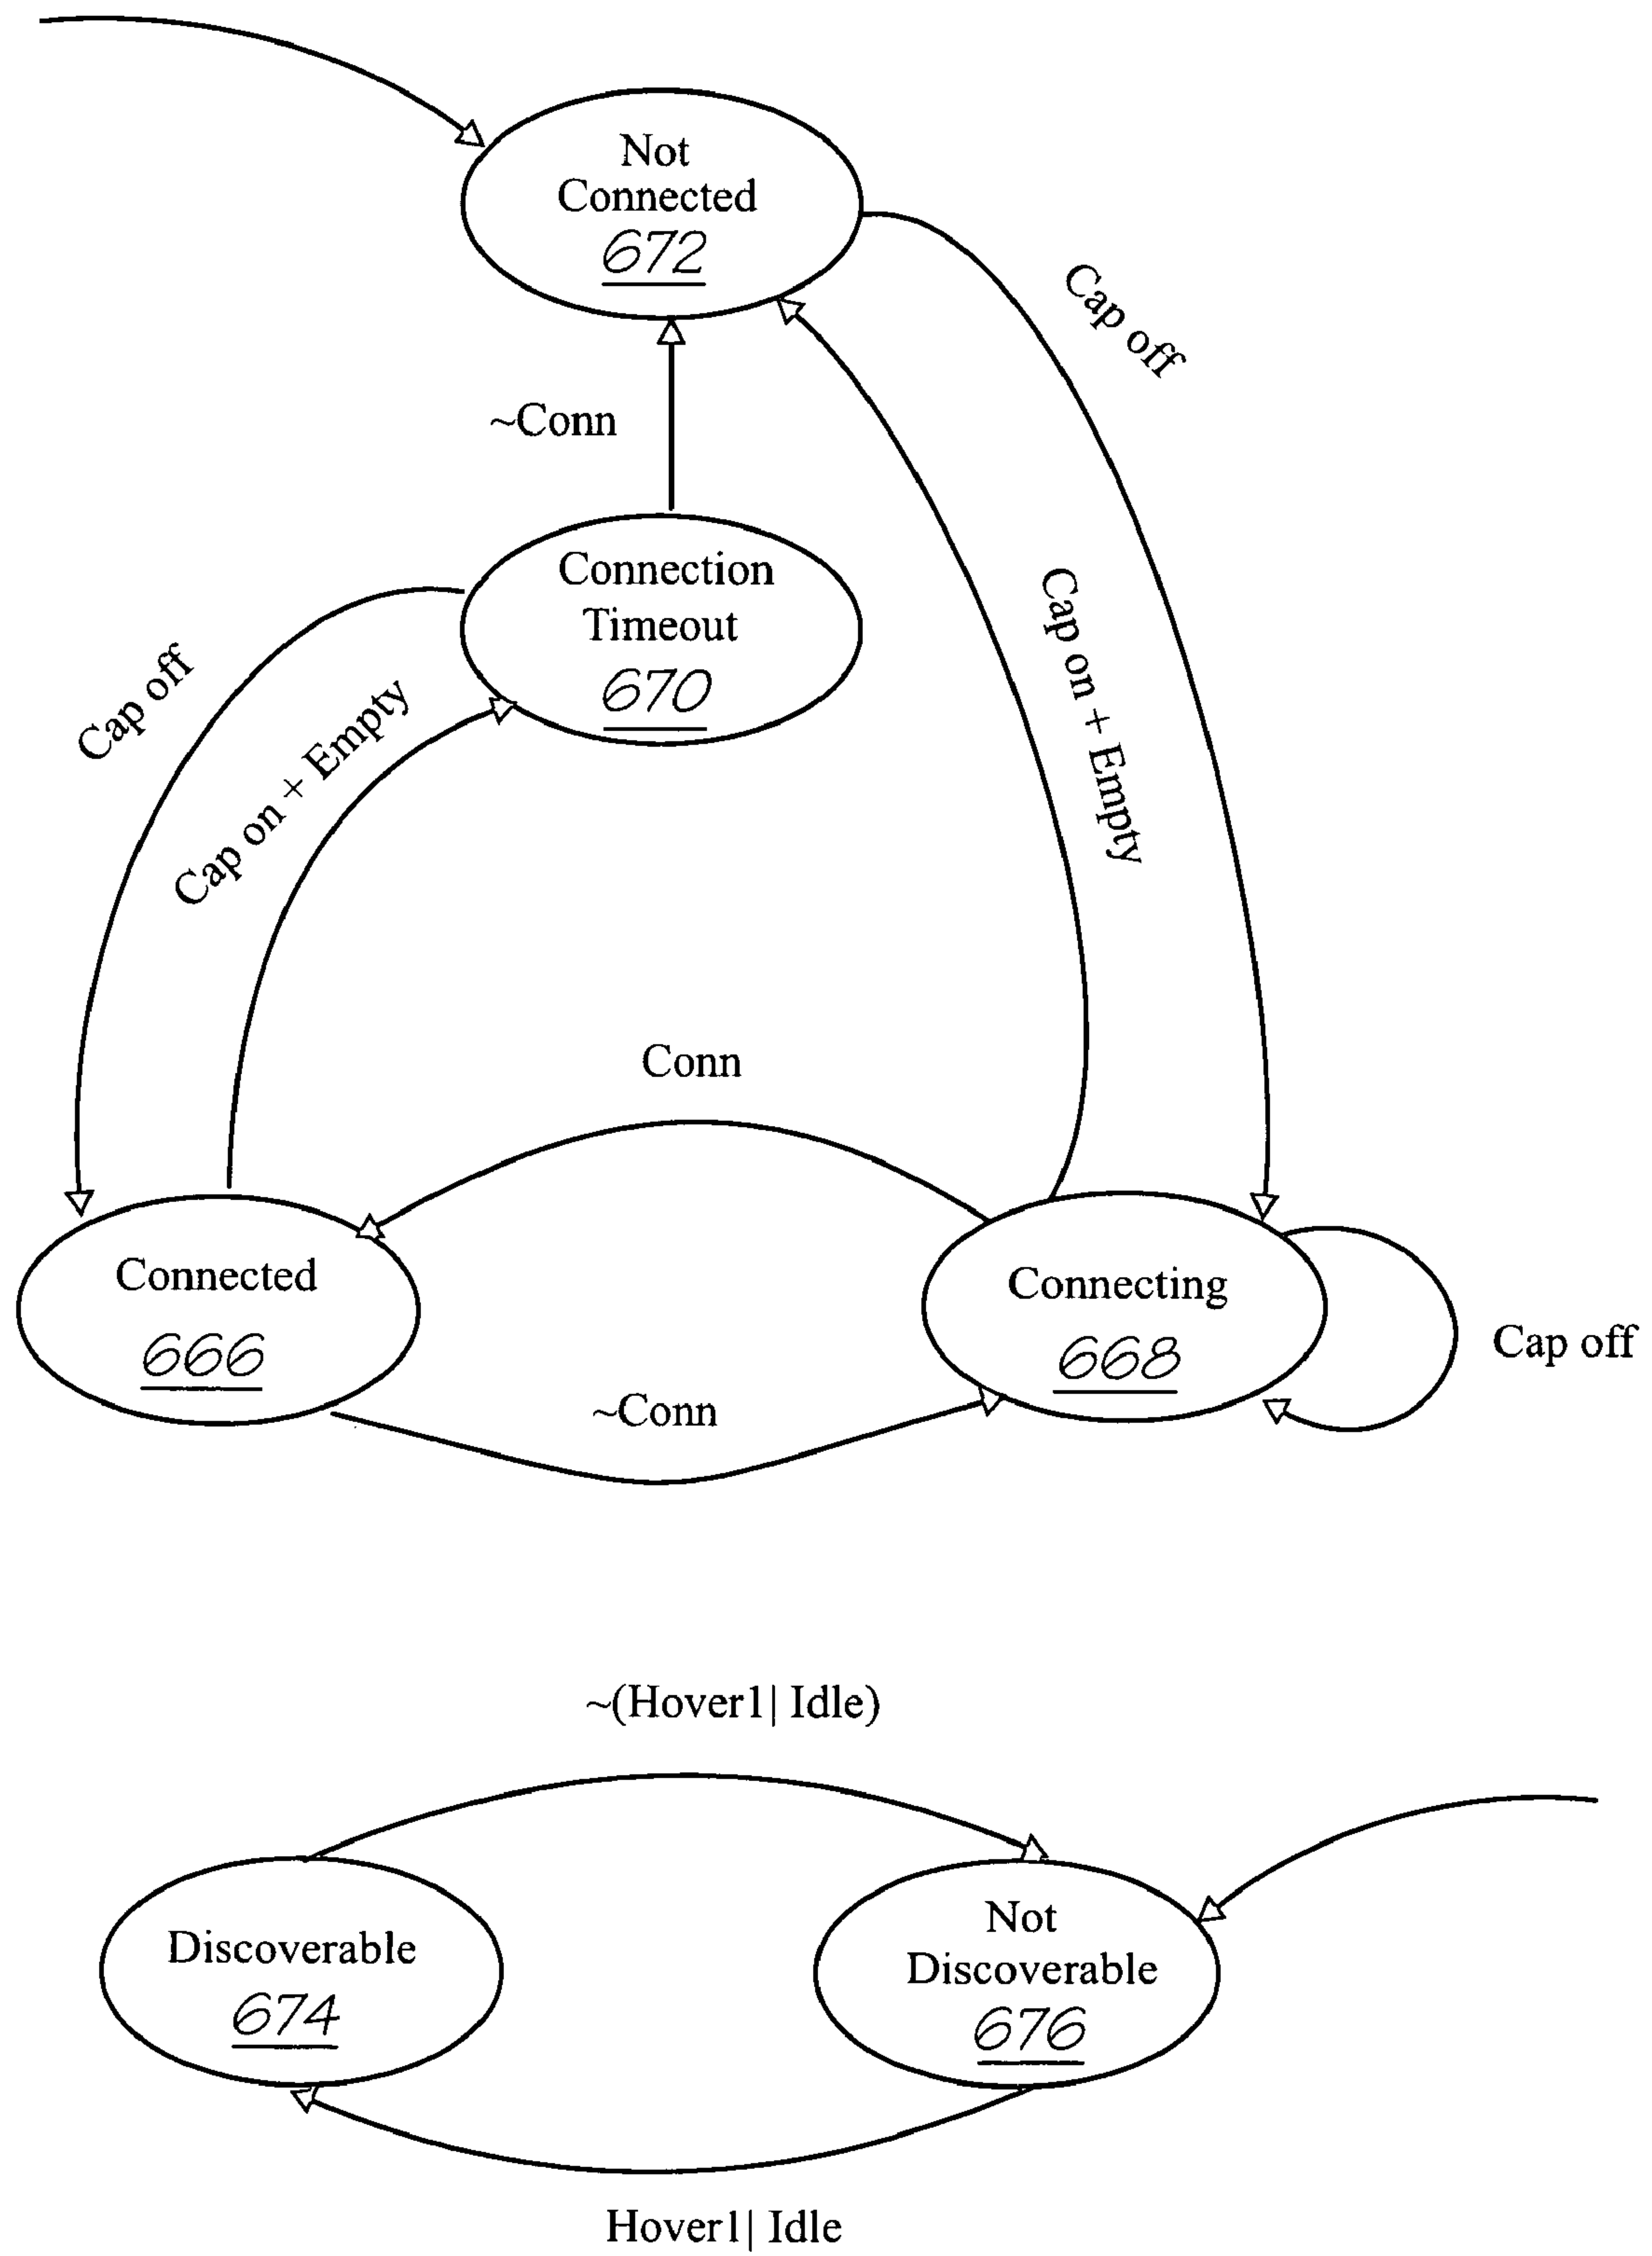 Not
Connected
672
Cap off
~Conn
Connection
Timeout
670
Cap off
Cap on + Empty
Cap on + Empty
Conn
Connected
666
Connecting
668
Cap off
~Conn
~(Hover1| Idle)
Discoverable
674
Not
Discoverable
676
Hover1| Idle